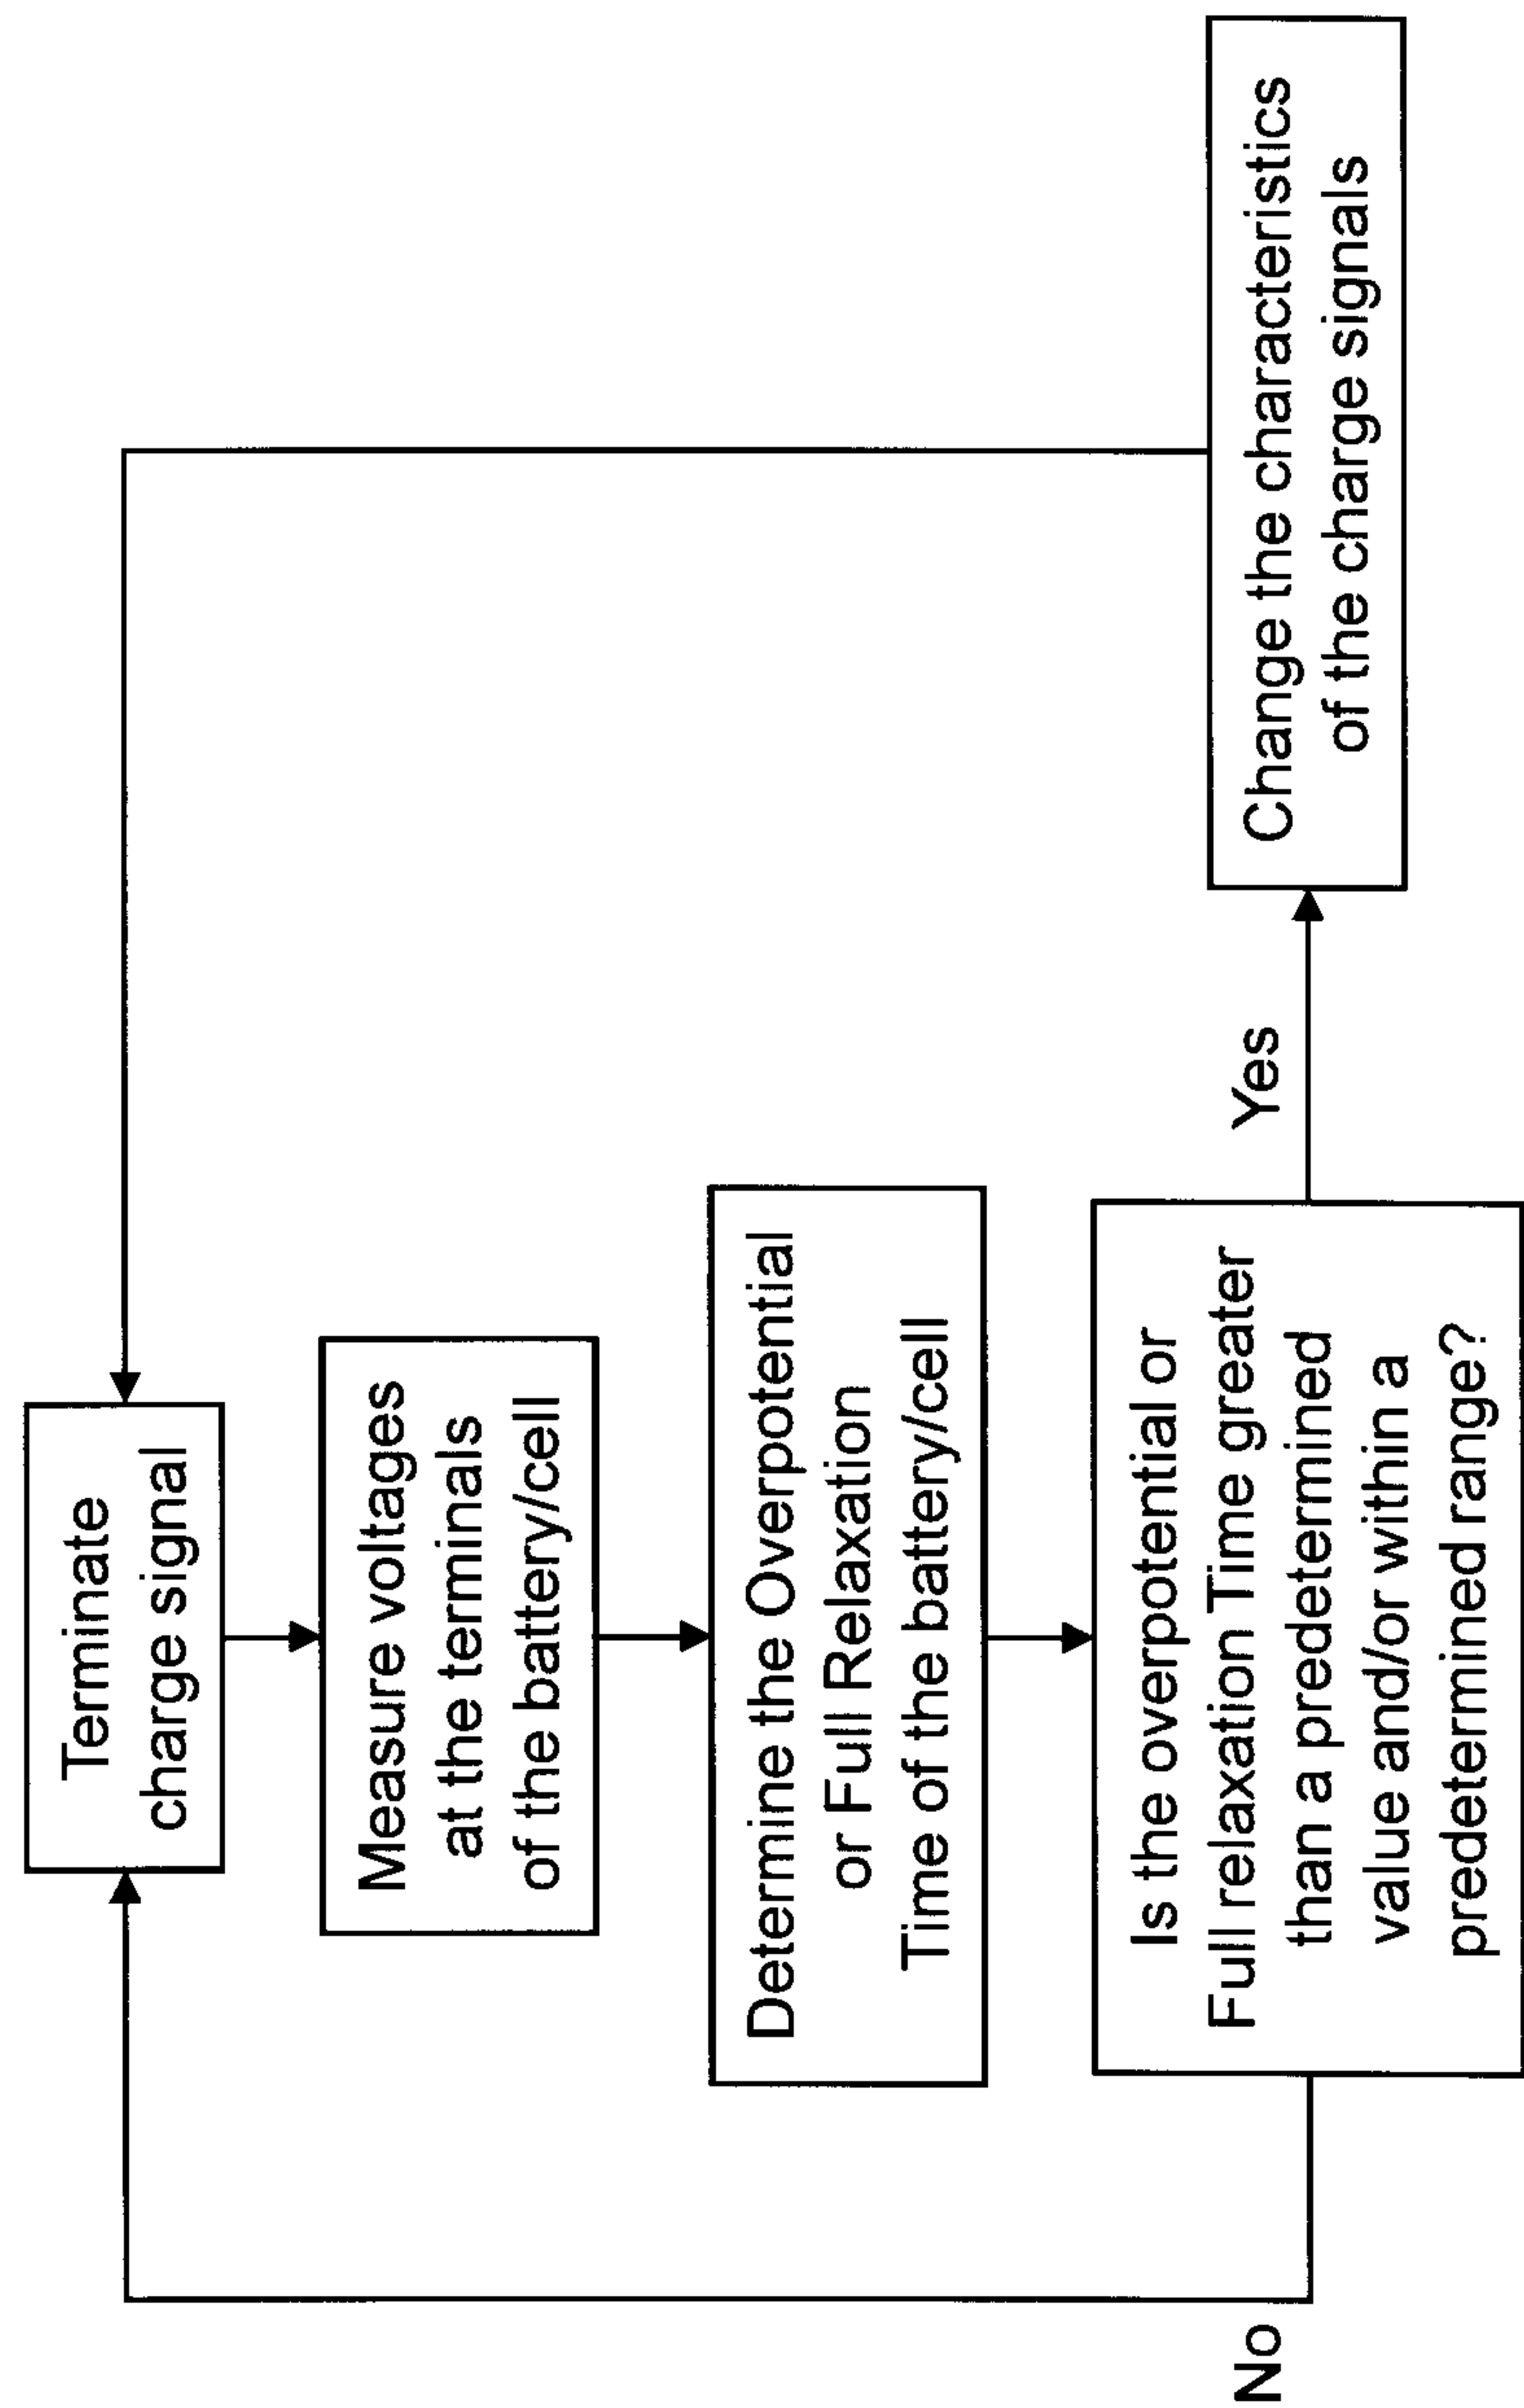 Terminate
charge signal
Measure voltages
at the terminals
of the battery/cell
Determine the Overpotential
or Full Relaxation
Time of the battery/cell
Is the overpotential or
Full relaxation Time greater
than a predetermined
value and/or within a
predetermined range?
No
Yes
Change the characteristics
of the charge signals